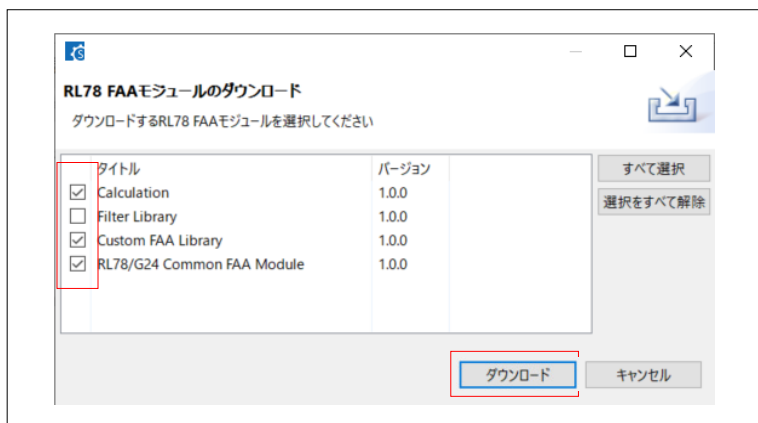 RL78 FAAモジュールのダウンロード
ダウンロードするRL78 FAAモジュールを選択してください
タイトル バージョン
Calculation 1.0.0
Filter Library 1.0.0
Custom FAA Library 1.0.0
RL78/G24 Common FAA Module 1.0.0
すべて選択
選択をすべて解除
ダウンロード キャンセル